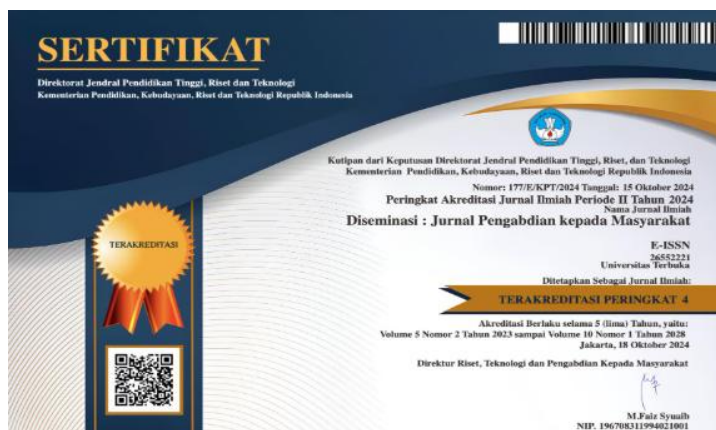 SERTIFIKAT
Direktorat Jendral Pendidikan Tinggi, Riset dan Teknologi
Kementerian Pendidikan, Kebudayaan, Riset dan Teknologi Republik Indonesia
Kutipan dari Keputusan Direktorat Jendral Pendidikan Tinggi, Riset, dan Teknologi
Kementerian Pendidikan, Kebudayaan, Riset dan Teknologi Republik Indonesia
Nomor: 177/E/KPT/2024 Tanggal: 15 Oktober 2024
Peringkat Akreditasi Jurnal Ilmiah Periode II Tahun 2024
Nama Jurnal Ilmiah
Diseminasi : Jurnal Pengabdian kepada Masyarakat
E-ISSN
26552221
Universitas Terbuka
Ditetapkan Sebagai Jurnal Ilmiah:
TERAKREDITASI PERINGKAT 4
TERAKREDITASI
Akreditasi Berlaku selama 5 (lima) Tahun, yaitu:
Volume 5 Nomor 2 Tahun 2023 sampai Volume 10 Nomor 1 Tahun 2028
Jakarta, 18 Oktober 2024
Direktur Riset, Teknologi dan Pengabdian Kepada Masyarakat
M.Faiz Syuaib
NIP. 196708311994021001